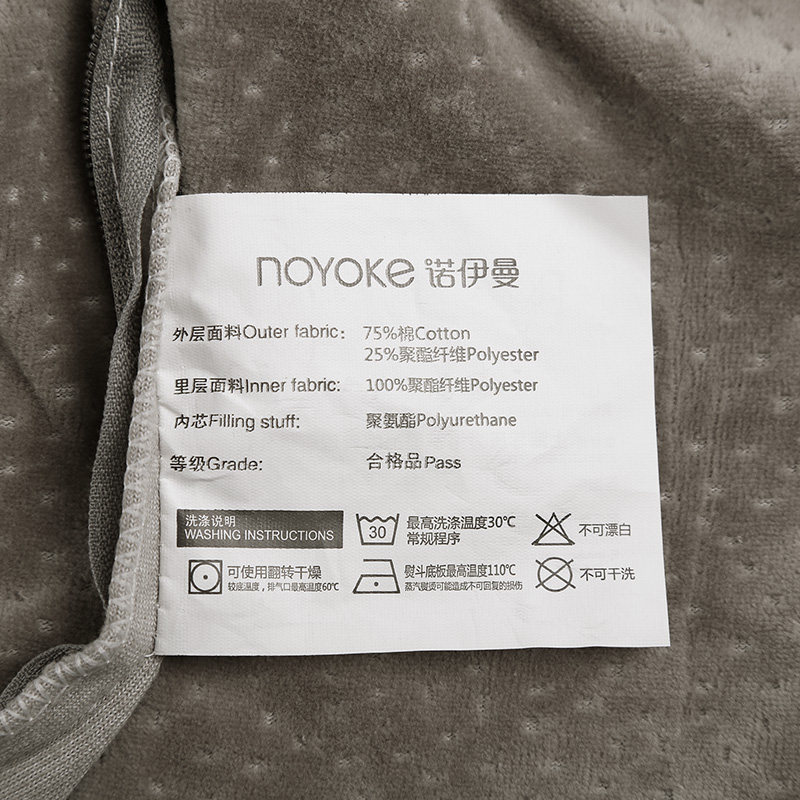 NOYOKE 诺伊曼
外层面料Outer fabric: 75%棉Cotton
25%聚酯纤维Polyester
里层面料Inner fabric: 100%聚酯纤维Polyester
内芯Filling stuff: 聚氨酯Polyurethane
等级Grade: 合格品Pass
洗涤说明
WASHING INSTRUCTIONS
30
最高洗涤温度30℃
常规程序
不可漂白
可使用翻转干燥
较底温度，排气口最高温度60℃
熨斗底板最高温度110℃
蒸汽熨烫可能造成不可回复的损伤
不可干洗